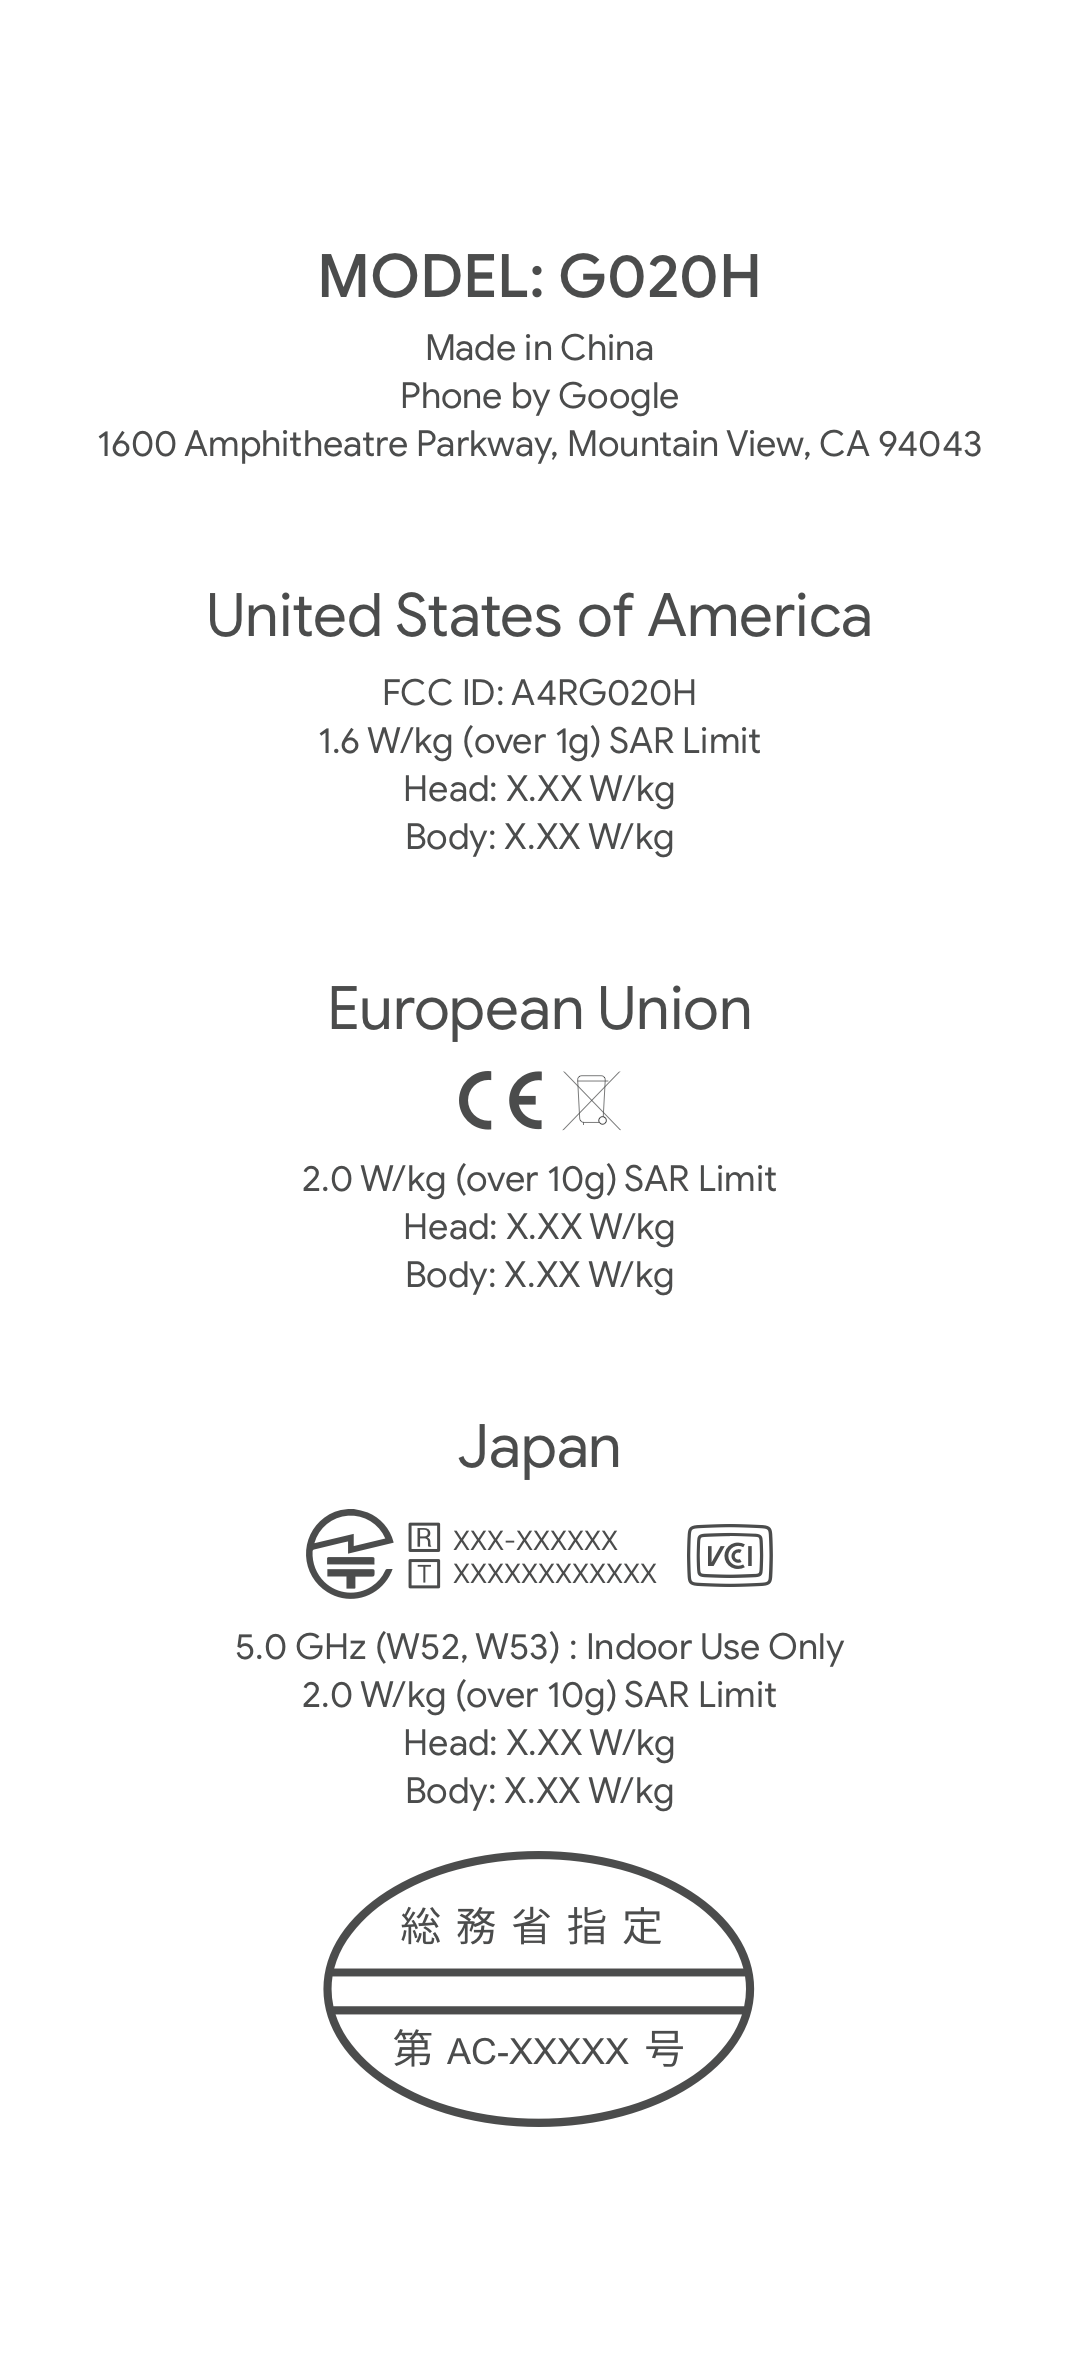 MODEL: G020H
Made in China
Phone by Google
1600 Amphitheatre Parkway, Mountain View, CA 94043
United States of America
FCC ID: A4RG020H
1.6 W/kg (over 1g) SAR Limit
Head: X.XX W/kg
Body: X.XX W/kg
European Union
CE
2.0 W/kg (over 10g) SAR Limit
Head: X.XX W/kg
Body: X.XX W/kg
Japan
R XXX-XXXXXX
T XXXXXXXXXXXX
VCCI
5.0 GHz (W52, W53) : Indoor Use Only
2.0 W/kg (over 10g) SAR Limit
Head: X.XX W/kg
Body: X.XX W/kg
総務省指定
第 AC-XXXXX 号